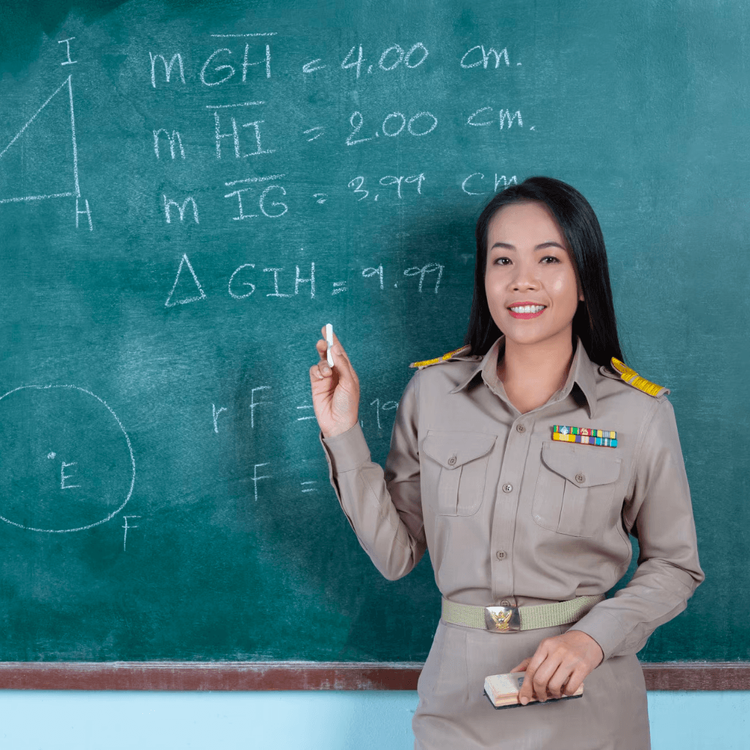 I
m GH = 4.00 cm.
m HI = 2.00 cm.
H
m IG = 3.99 cm
Δ GIH = 9.99
r F =
E
F =
F